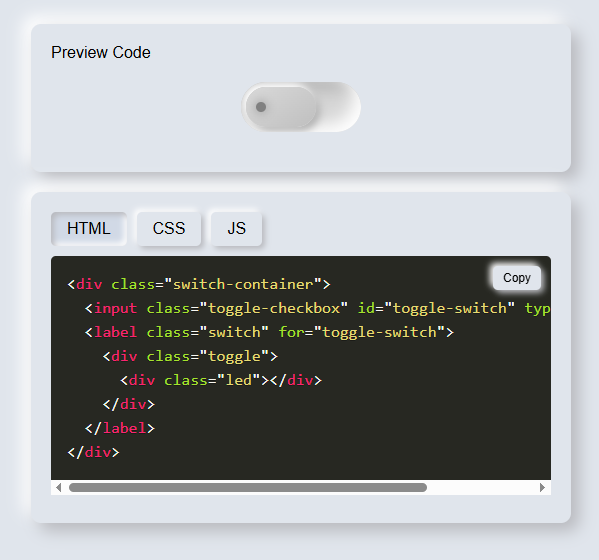 Preview Code
HTML CSS JS
Copy
<div class="switch-container">
  <input class="toggle-checkbox" id="toggle-switch" typ
  <label class="switch" for="toggle-switch">
    <div class="toggle">
      <div class="led"></div>
    </div>
  </label>
</div>